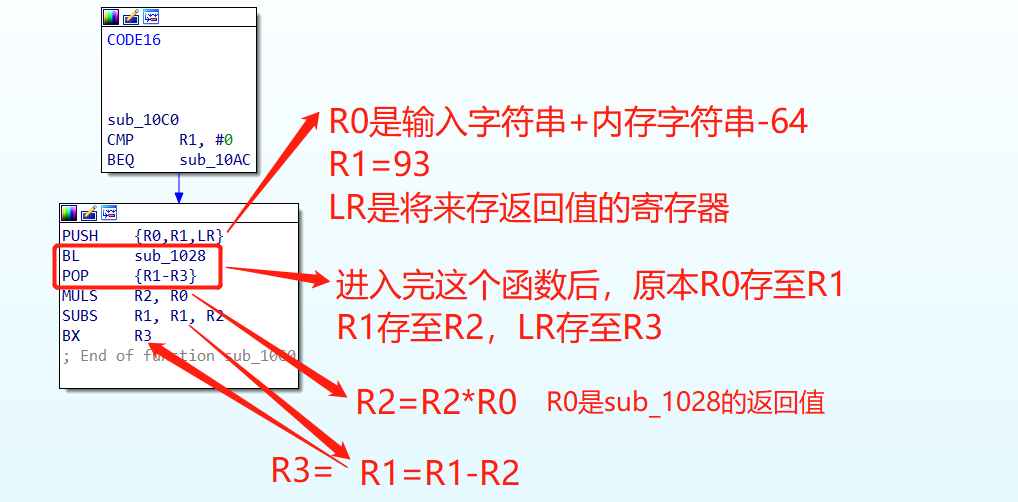 CODE16
sub_10C0
CMP R1, #0
BEQ sub_10AC
PUSH {R0,R1,LR}
BL sub_1028
POP {R1-R3}
MULS R2, R0
SUBS R1, R1, R2
BX R3
; End of function sub_10C0
R0是输入字符串+内存字符串-64
R1=93
LR是将来存返回值的寄存器
进入完这个函数后，原本R0存至R1
R1存至R2，LR存至R3
R2=R2*R0 R0是sub_1028的返回值
R3= R1=R1-R2